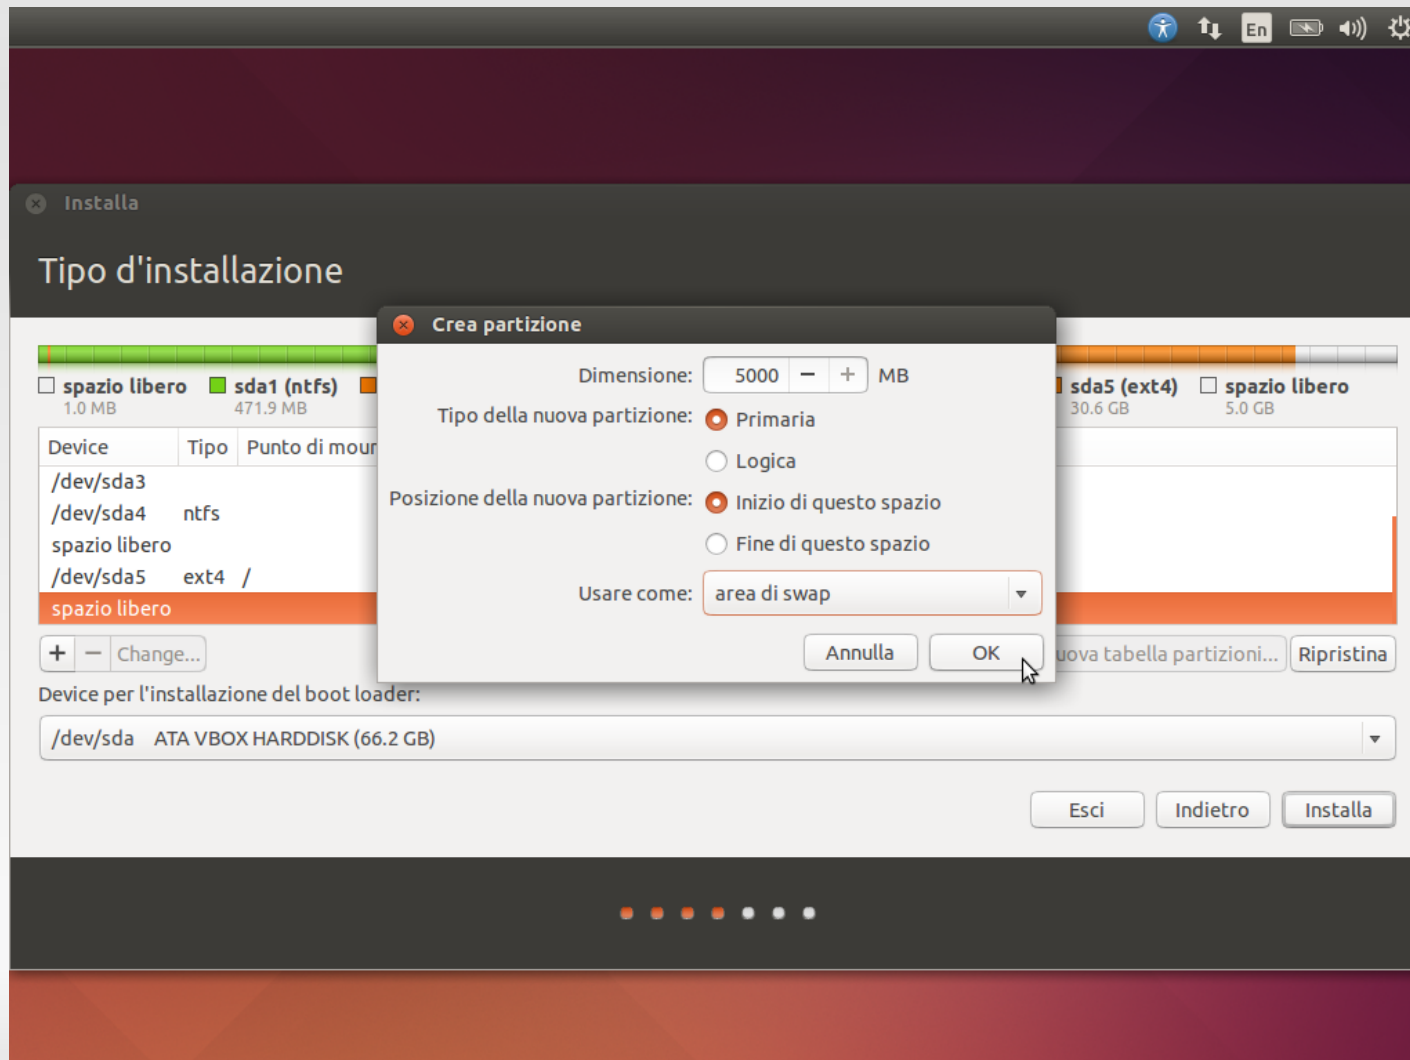 En
Installa
Tipo d'installazione
Crea partizione
Dimensione: 5000 − + MB
Tipo della nuova partizione: Primaria
Logica
Posizione della nuova partizione: Inizio di questo spazio
Fine di questo spazio
Usare come: area di swap
Annulla OK
spazio libero sda1 (ntfs) sda5 (ext4) spazio libero
1.0 MB 471.9 MB 30.6 GB 5.0 GB
Device Tipo Punto di moun
/dev/sda3
/dev/sda4 ntfs
spazio libero
/dev/sda5 ext4 /
spazio libero
+ − Change... uova tabella partizioni... Ripristina
Device per l'installazione del boot loader:
/dev/sda ATA VBOX HARDDISK (66.2 GB)
Esci Indietro Installa